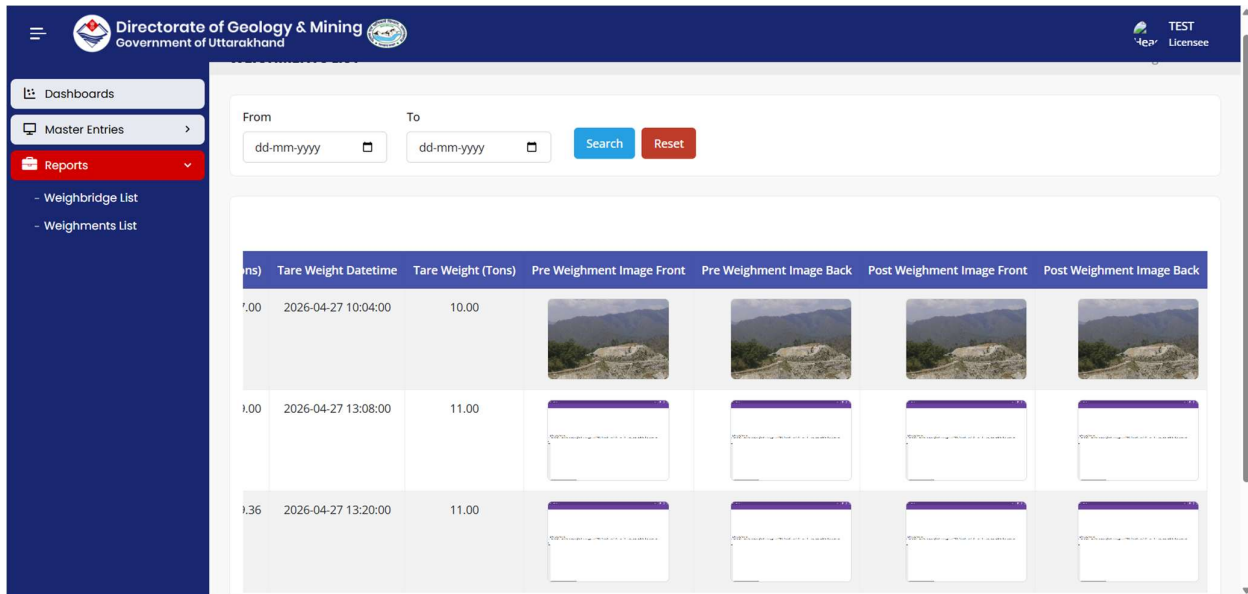 Directorate of Geology & Mining
Government of Uttarakhand
TEST
Licensee
Dashboards
Master Entries
Reports
- Weighbridge List
- Weighments List
From
To
dd-mm-yyyy
dd-mm-yyyy
Search
Reset
Tare Weight Datetime
Tare Weight (Tons)
Pre Weighment Image Front
Pre Weighment Image Back
Post Weighment Image Front
Post Weighment Image Back
2026-04-27 10:04:00
10.00
2026-04-27 13:08:00
11.00
2026-04-27 13:20:00
11.00